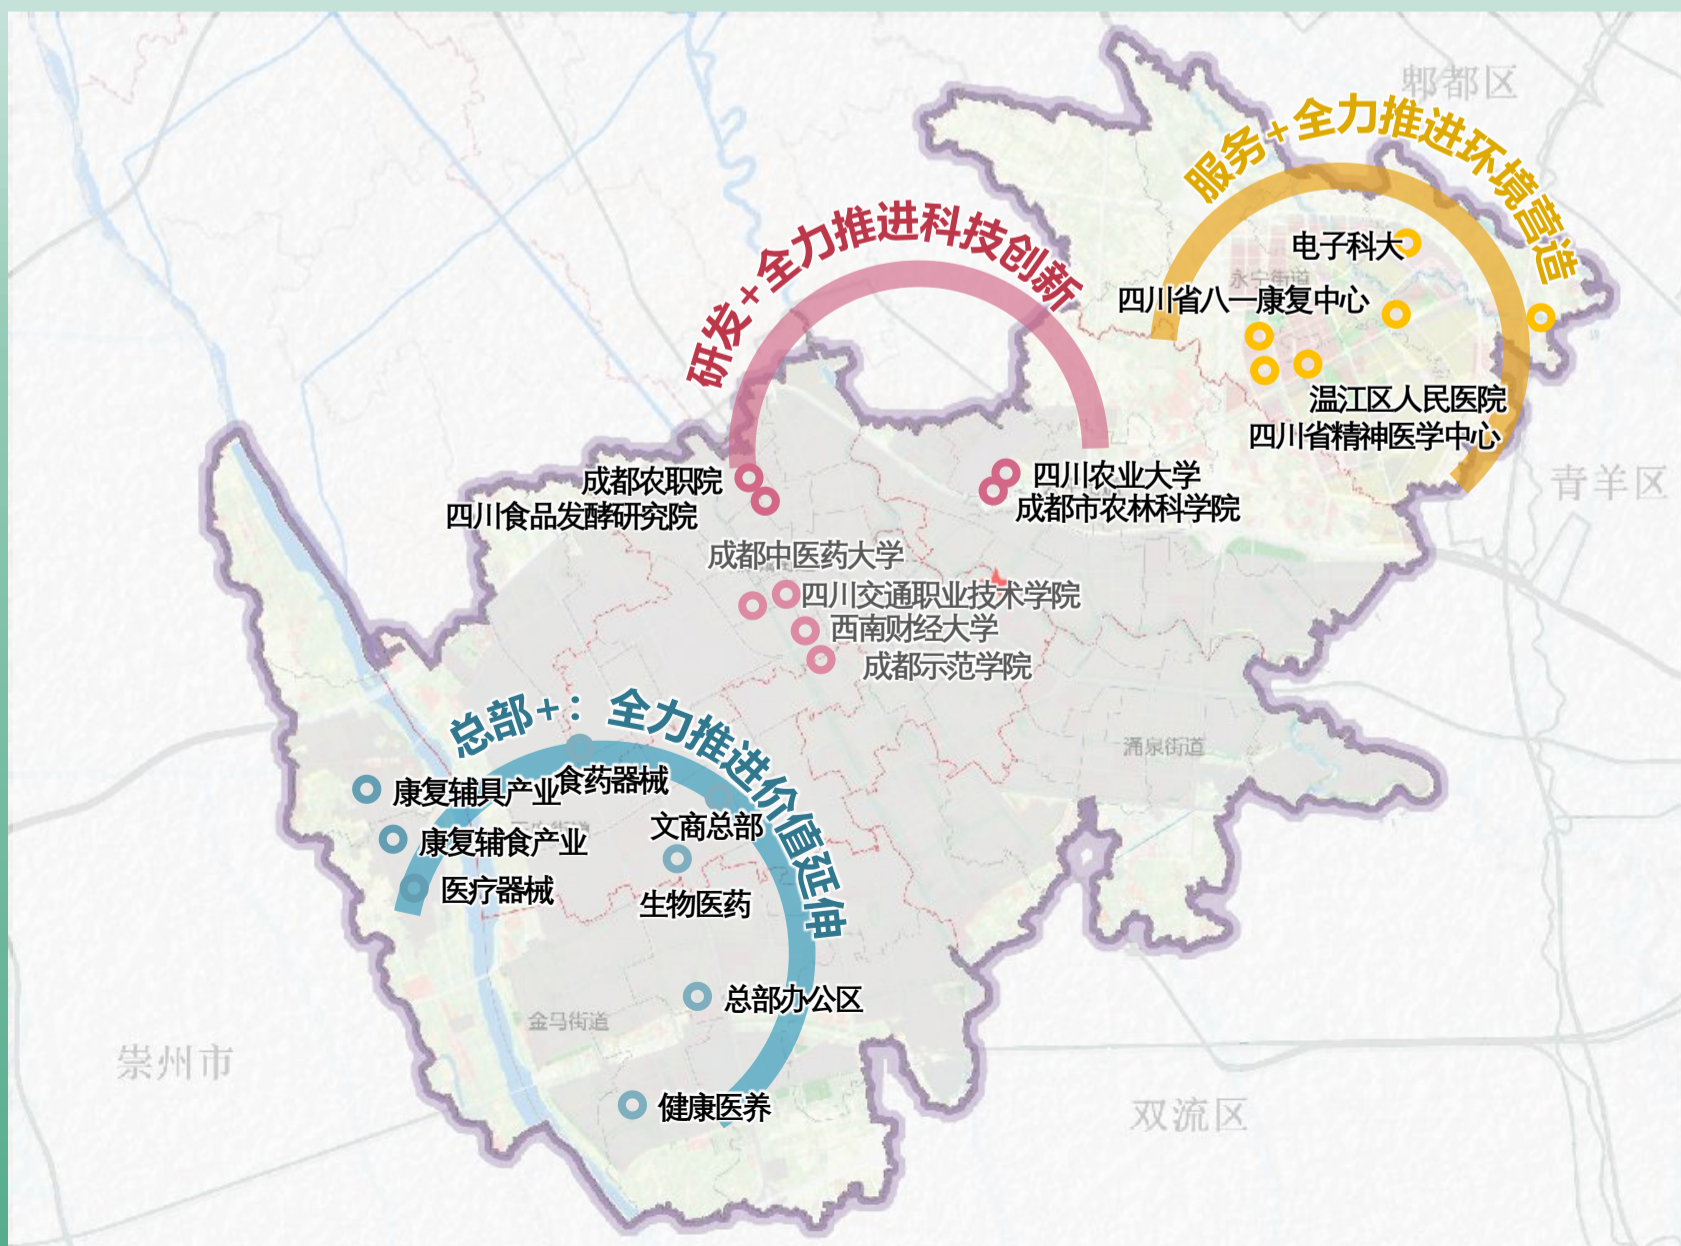 郫都区
服务+全力推进环境营造
电子科大
永宁街道
四川省八一康复中心
温江区人民医院
四川省精神医学中心
青羊区
研发+全力推进科技创新
成都农职院
四川食品发酵研究院
四川农业大学
成都市农林科学院
成都中医药大学
四川交通职业技术学院
西南财经大学
成都示范学院
涌泉街道
总部+：全力推进价值延伸
康复辅具产业
食药器械
文商总部
康复辅食产业
医疗器械
生物医药
总部办公区
金马街道
健康医养
崇州市
双流区